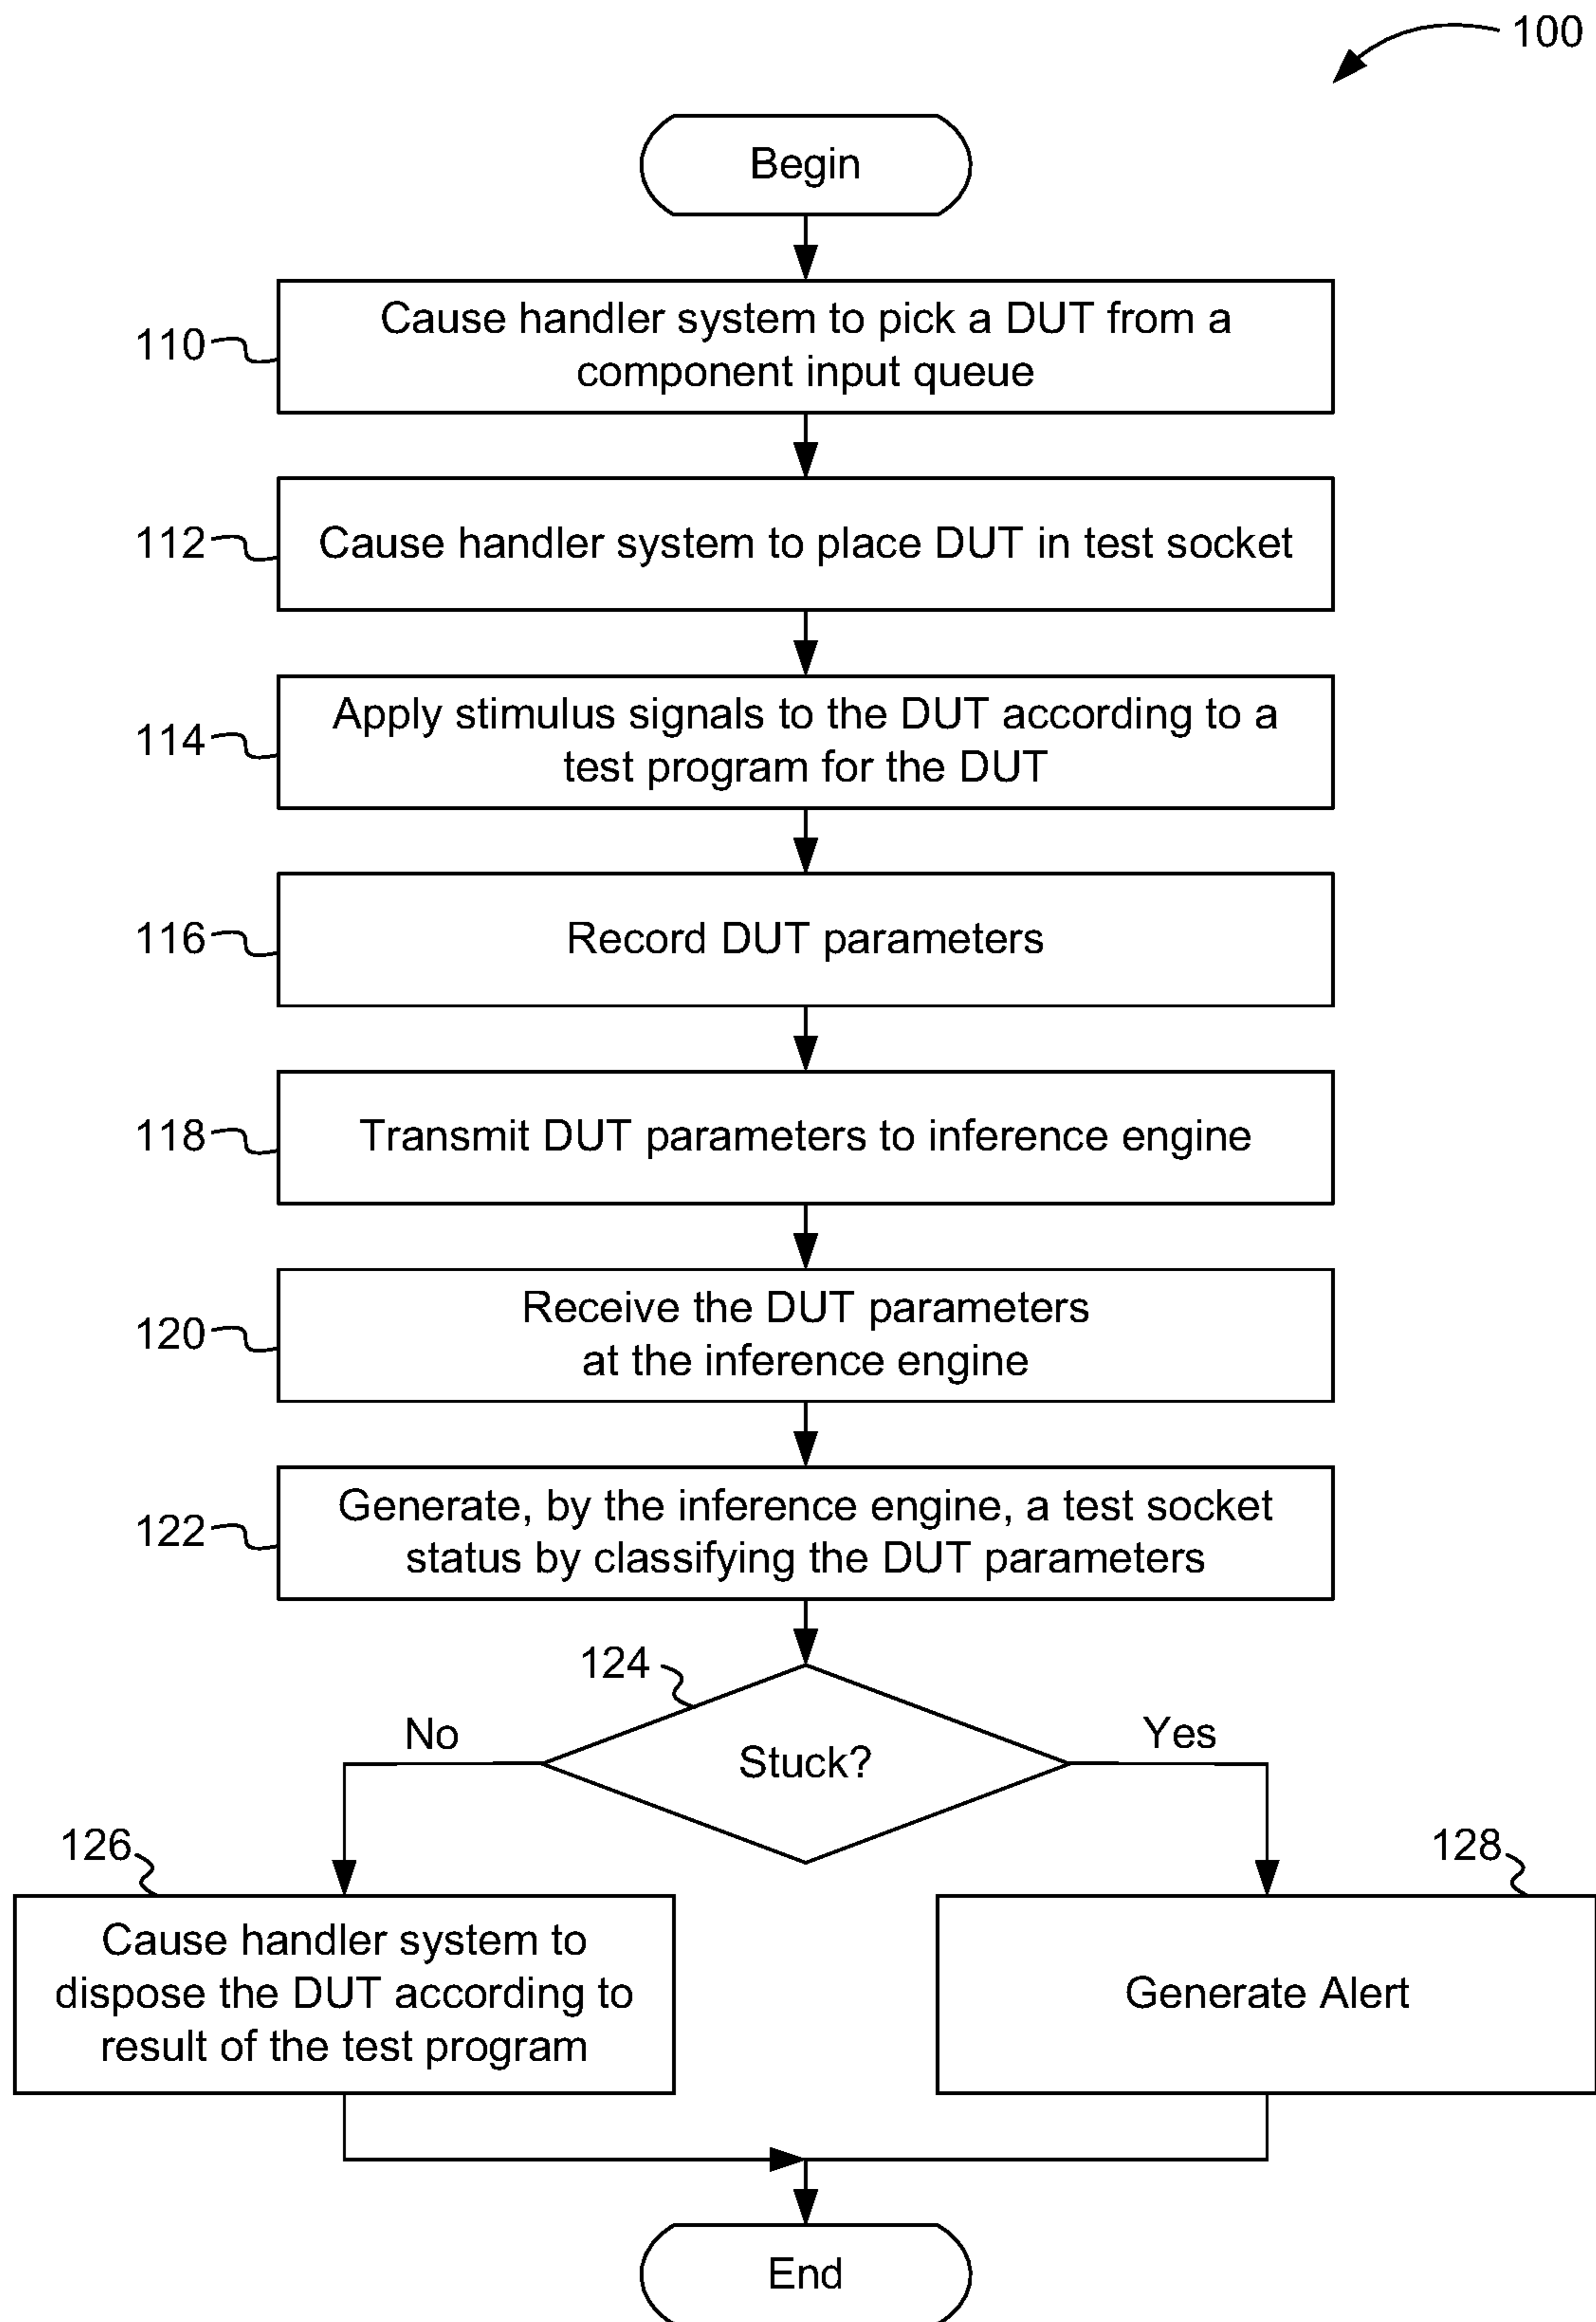 100
Begin
110
Cause handler system to pick a DUT from a
component input queue
112
Cause handler system to place DUT in test socket
114
Apply stimulus signals to the DUT according to a
test program for the DUT
116
Record DUT parameters
118
Transmit DUT parameters to inference engine
120
Receive the DUT parameters
at the inference engine
122
Generate, by the inference engine, a test socket
status by classifying the DUT parameters
124
Stuck?
No
Yes
126
Cause handler system to
dispose the DUT according to
result of the test program
128
Generate Alert
End